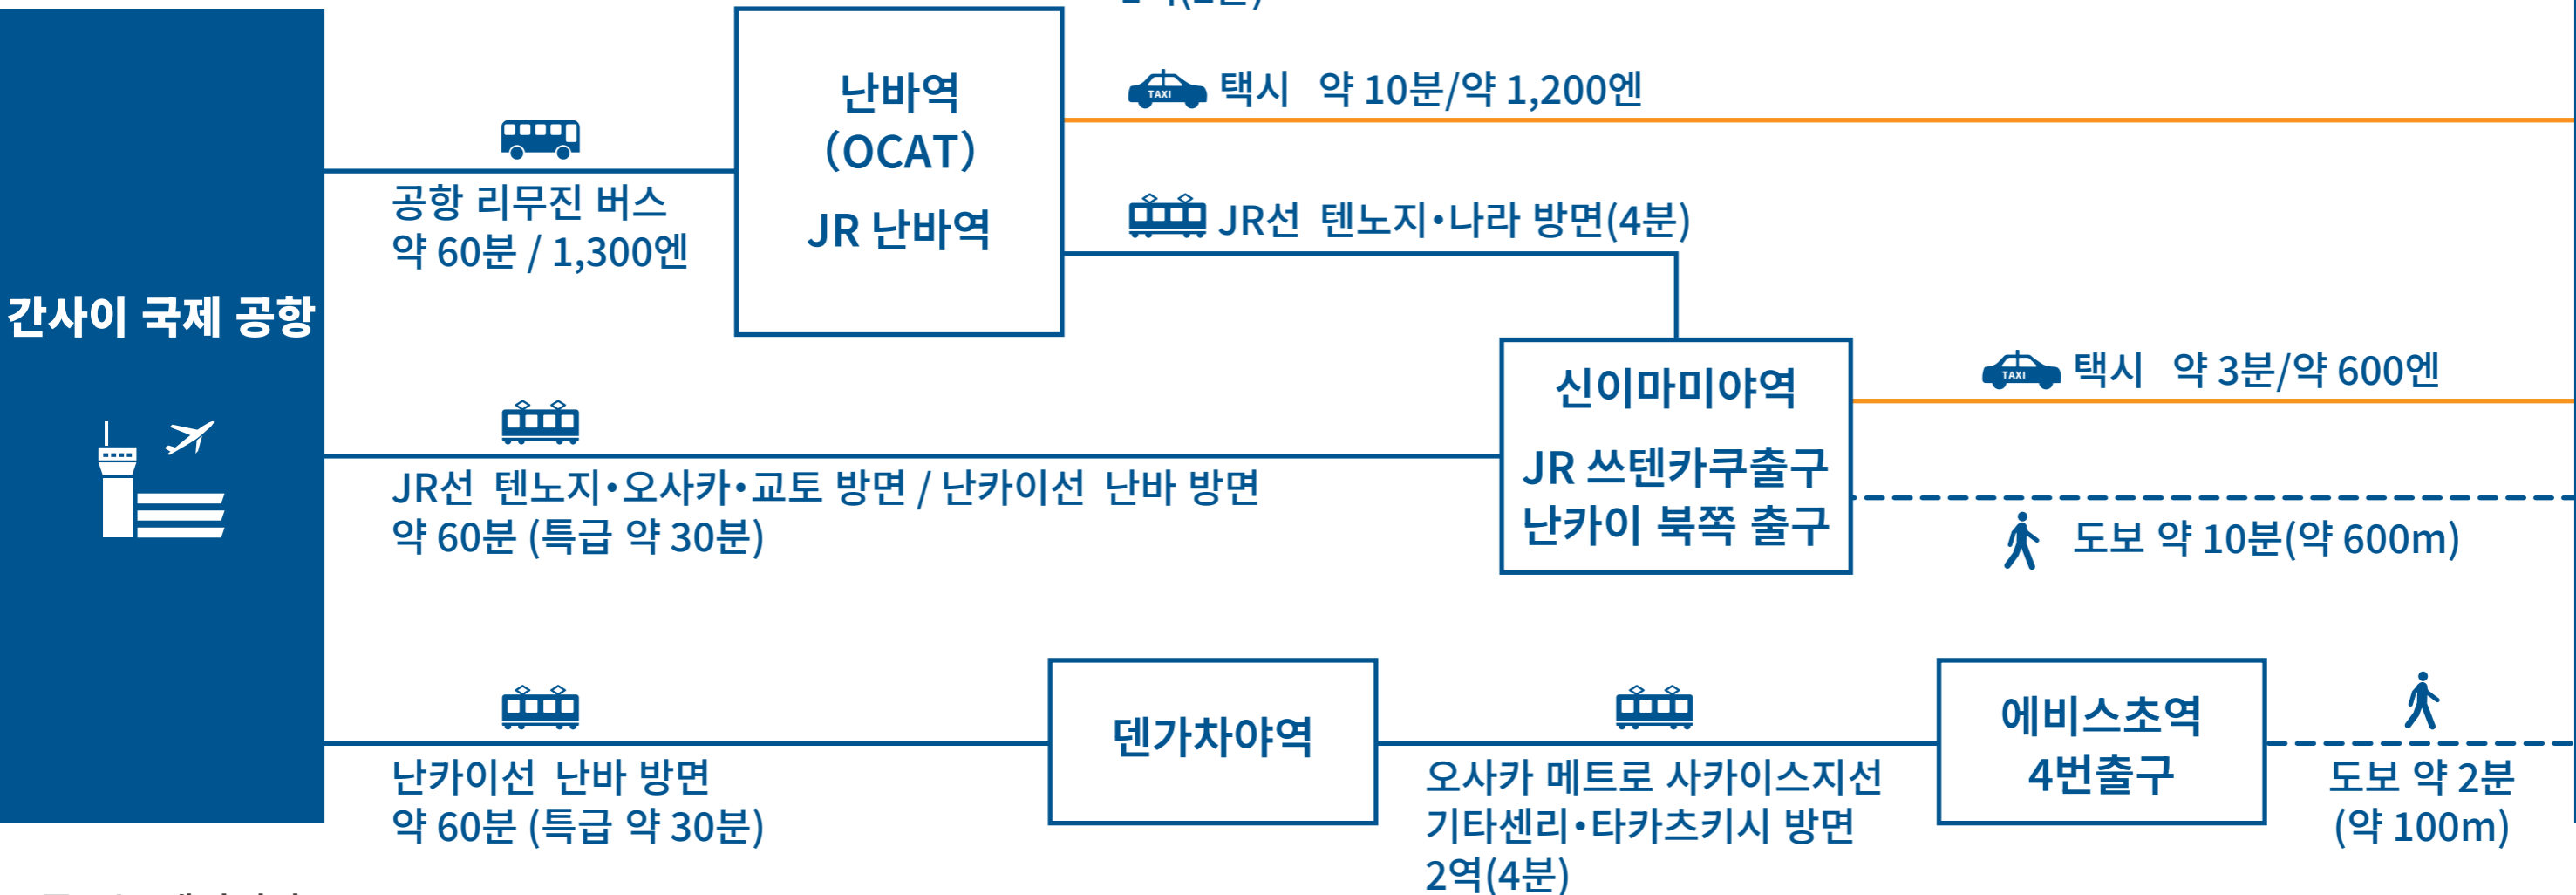 간사이 국제 공항
공항 리무진 버스
약 60분 / 1,300엔
난바역
(OCAT)
JR 난바역
TAXI
택시 약 10분/약 1,200엔
JR선 텐노지・나라 방면(4분)
JR선 텐노지・오사카・교토 방면 / 난카이선 난바 방면
약 60분 (특급 약 30분)
신이마미야역
JR 쓰텐카쿠출구
난카이 북쪽 출구
TAXI
택시 약 3분/약 600엔
도보 약 10분(약 600m)
난카이선 난바 방면
약 60분 (특급 약 30분)
덴가차야역
오사카 메트로 사카이스지선
기타센리・타카츠키시 방면
2역(4분)
에비스초역
4번출구
도보 약 2분
(약 100m)